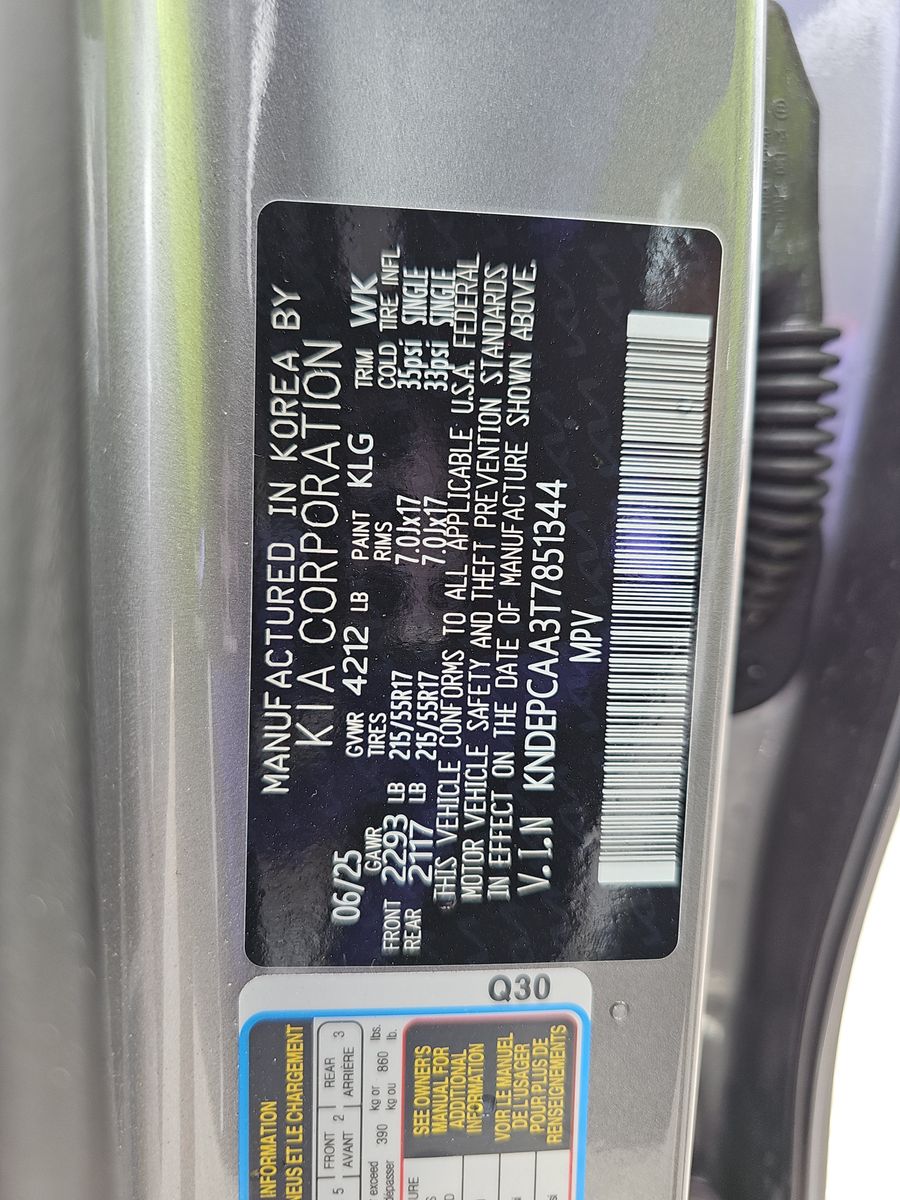 MANUFACTURED IN KOREA BY
KIA CORPORATION
06/25 GVWR 4212 LB PAINT KLG TRIM WK
GAWR TIRES RIMS COLD TIRE INFL
FRONT 2293 LB 215/55R17 7.0Jx17 35psi SINGLE
REAR 2117 LB 215/55R17 7.0Jx17 33psi SINGLE
THIS VEHICLE CONFORMS TO ALL APPLICABLE U.S.A. FEDERAL
MOTOR VEHICLE SAFETY AND THEFT PREVENTION STANDARDS
IN EFFECT ON THE DATE OF MANUFACTURE SHOWN ABOVE.
V.I.N KNDEPCAA3T7851344
MPV
Q30
INFORMATION
NEUS ET LE CHARGEMENT
5 FRONT 2 REAR 3
AVANT ARRIÈRE
exceed 390 kg or 860 lbs.
kg ou lb.
SEE OWNER'S
MANUAL FOR
ADDITIONAL
INFORMATION
VOIR LE MANUEL
DE L'USAGER
POUR PLUS DE
RENSEIGNEMENTS